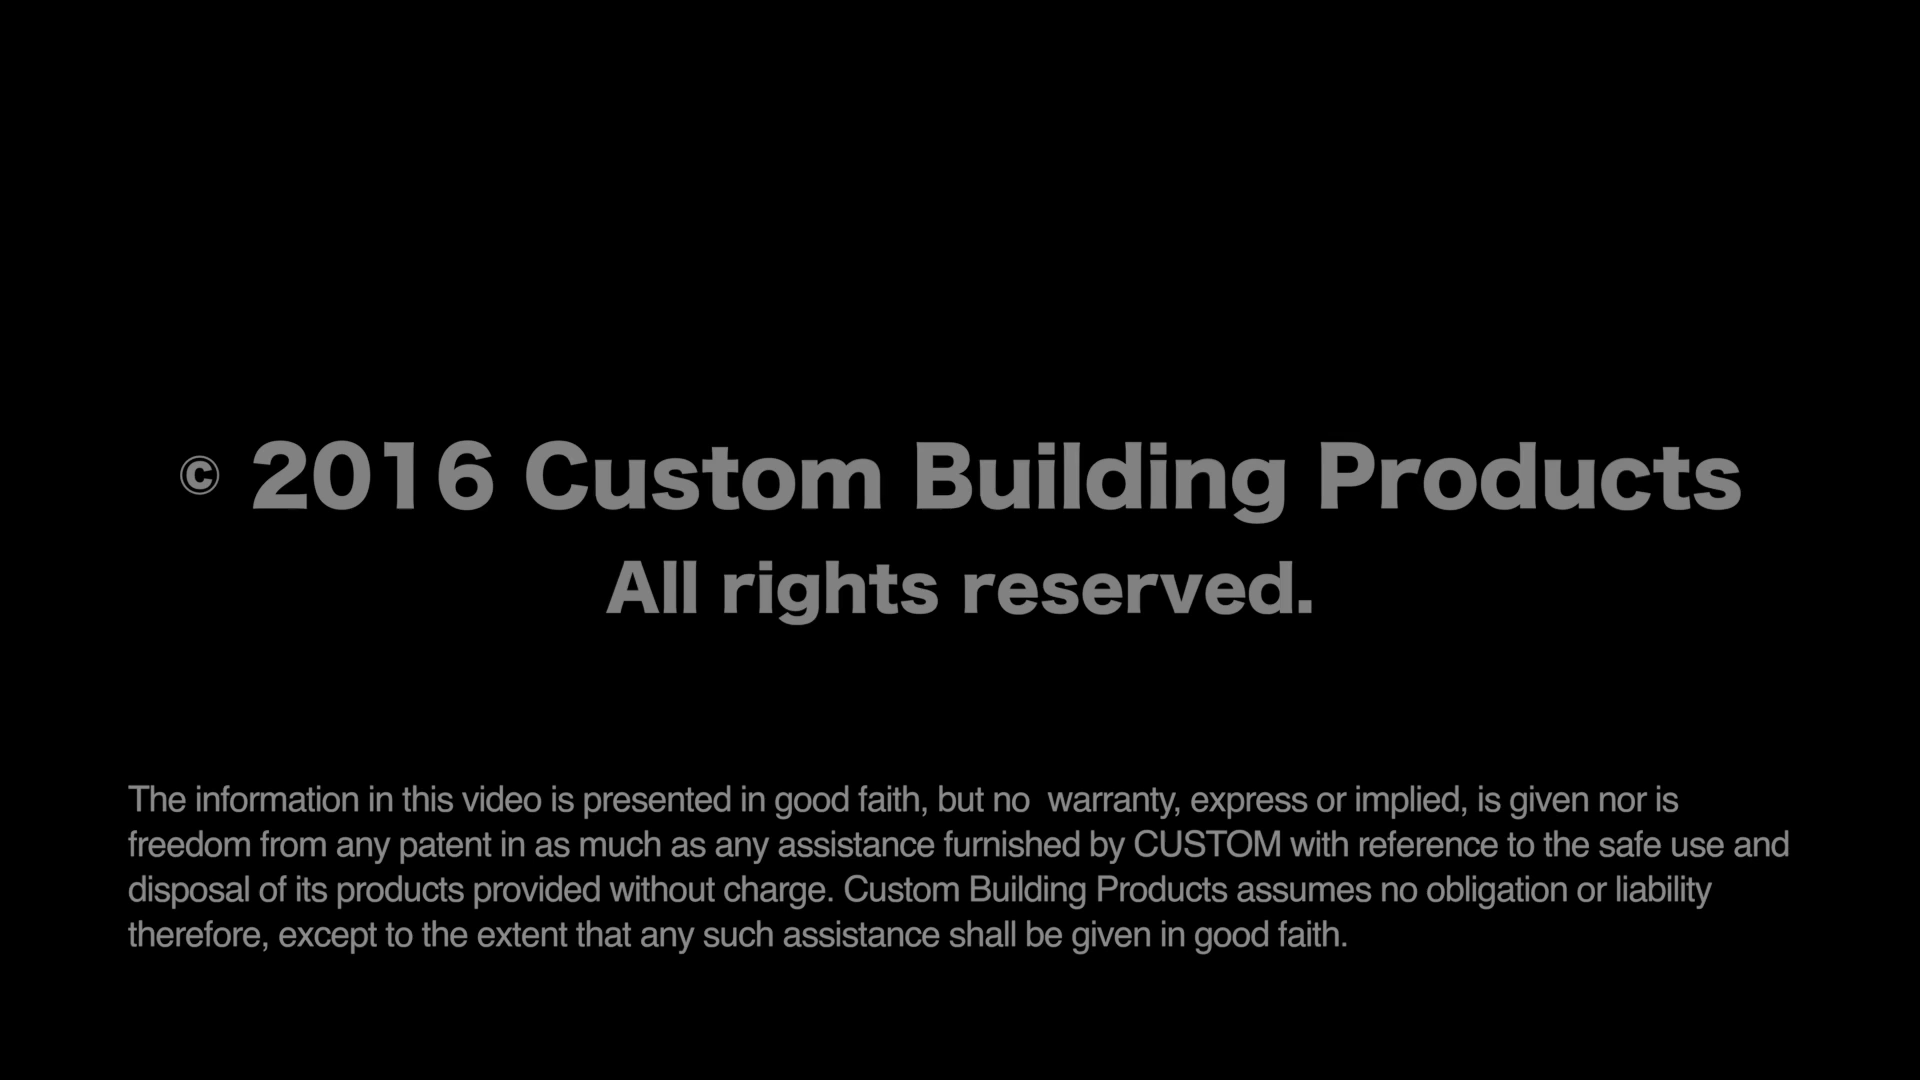 © 2016 Custom Building Products
All rights reserved.
The information in this video is presented in good faith, but no  warranty, express or implied, is given nor is
freedom from any patent in as much as any assistance furnished by CUSTOM with reference to the safe use and
disposal of its products provided without charge. Custom Building Products assumes no obligation or liability
therefore, except to the extent that any such assistance shall be given in good faith.